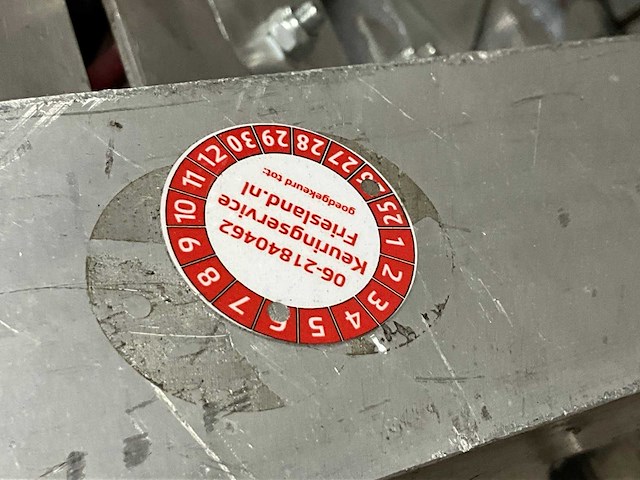 goedgekeurd tot:
Friesland.nl
Keuringservice
06-21840462
1 2 3 4 5 6 7 8 9 10 11 12
30 29 28 27 25